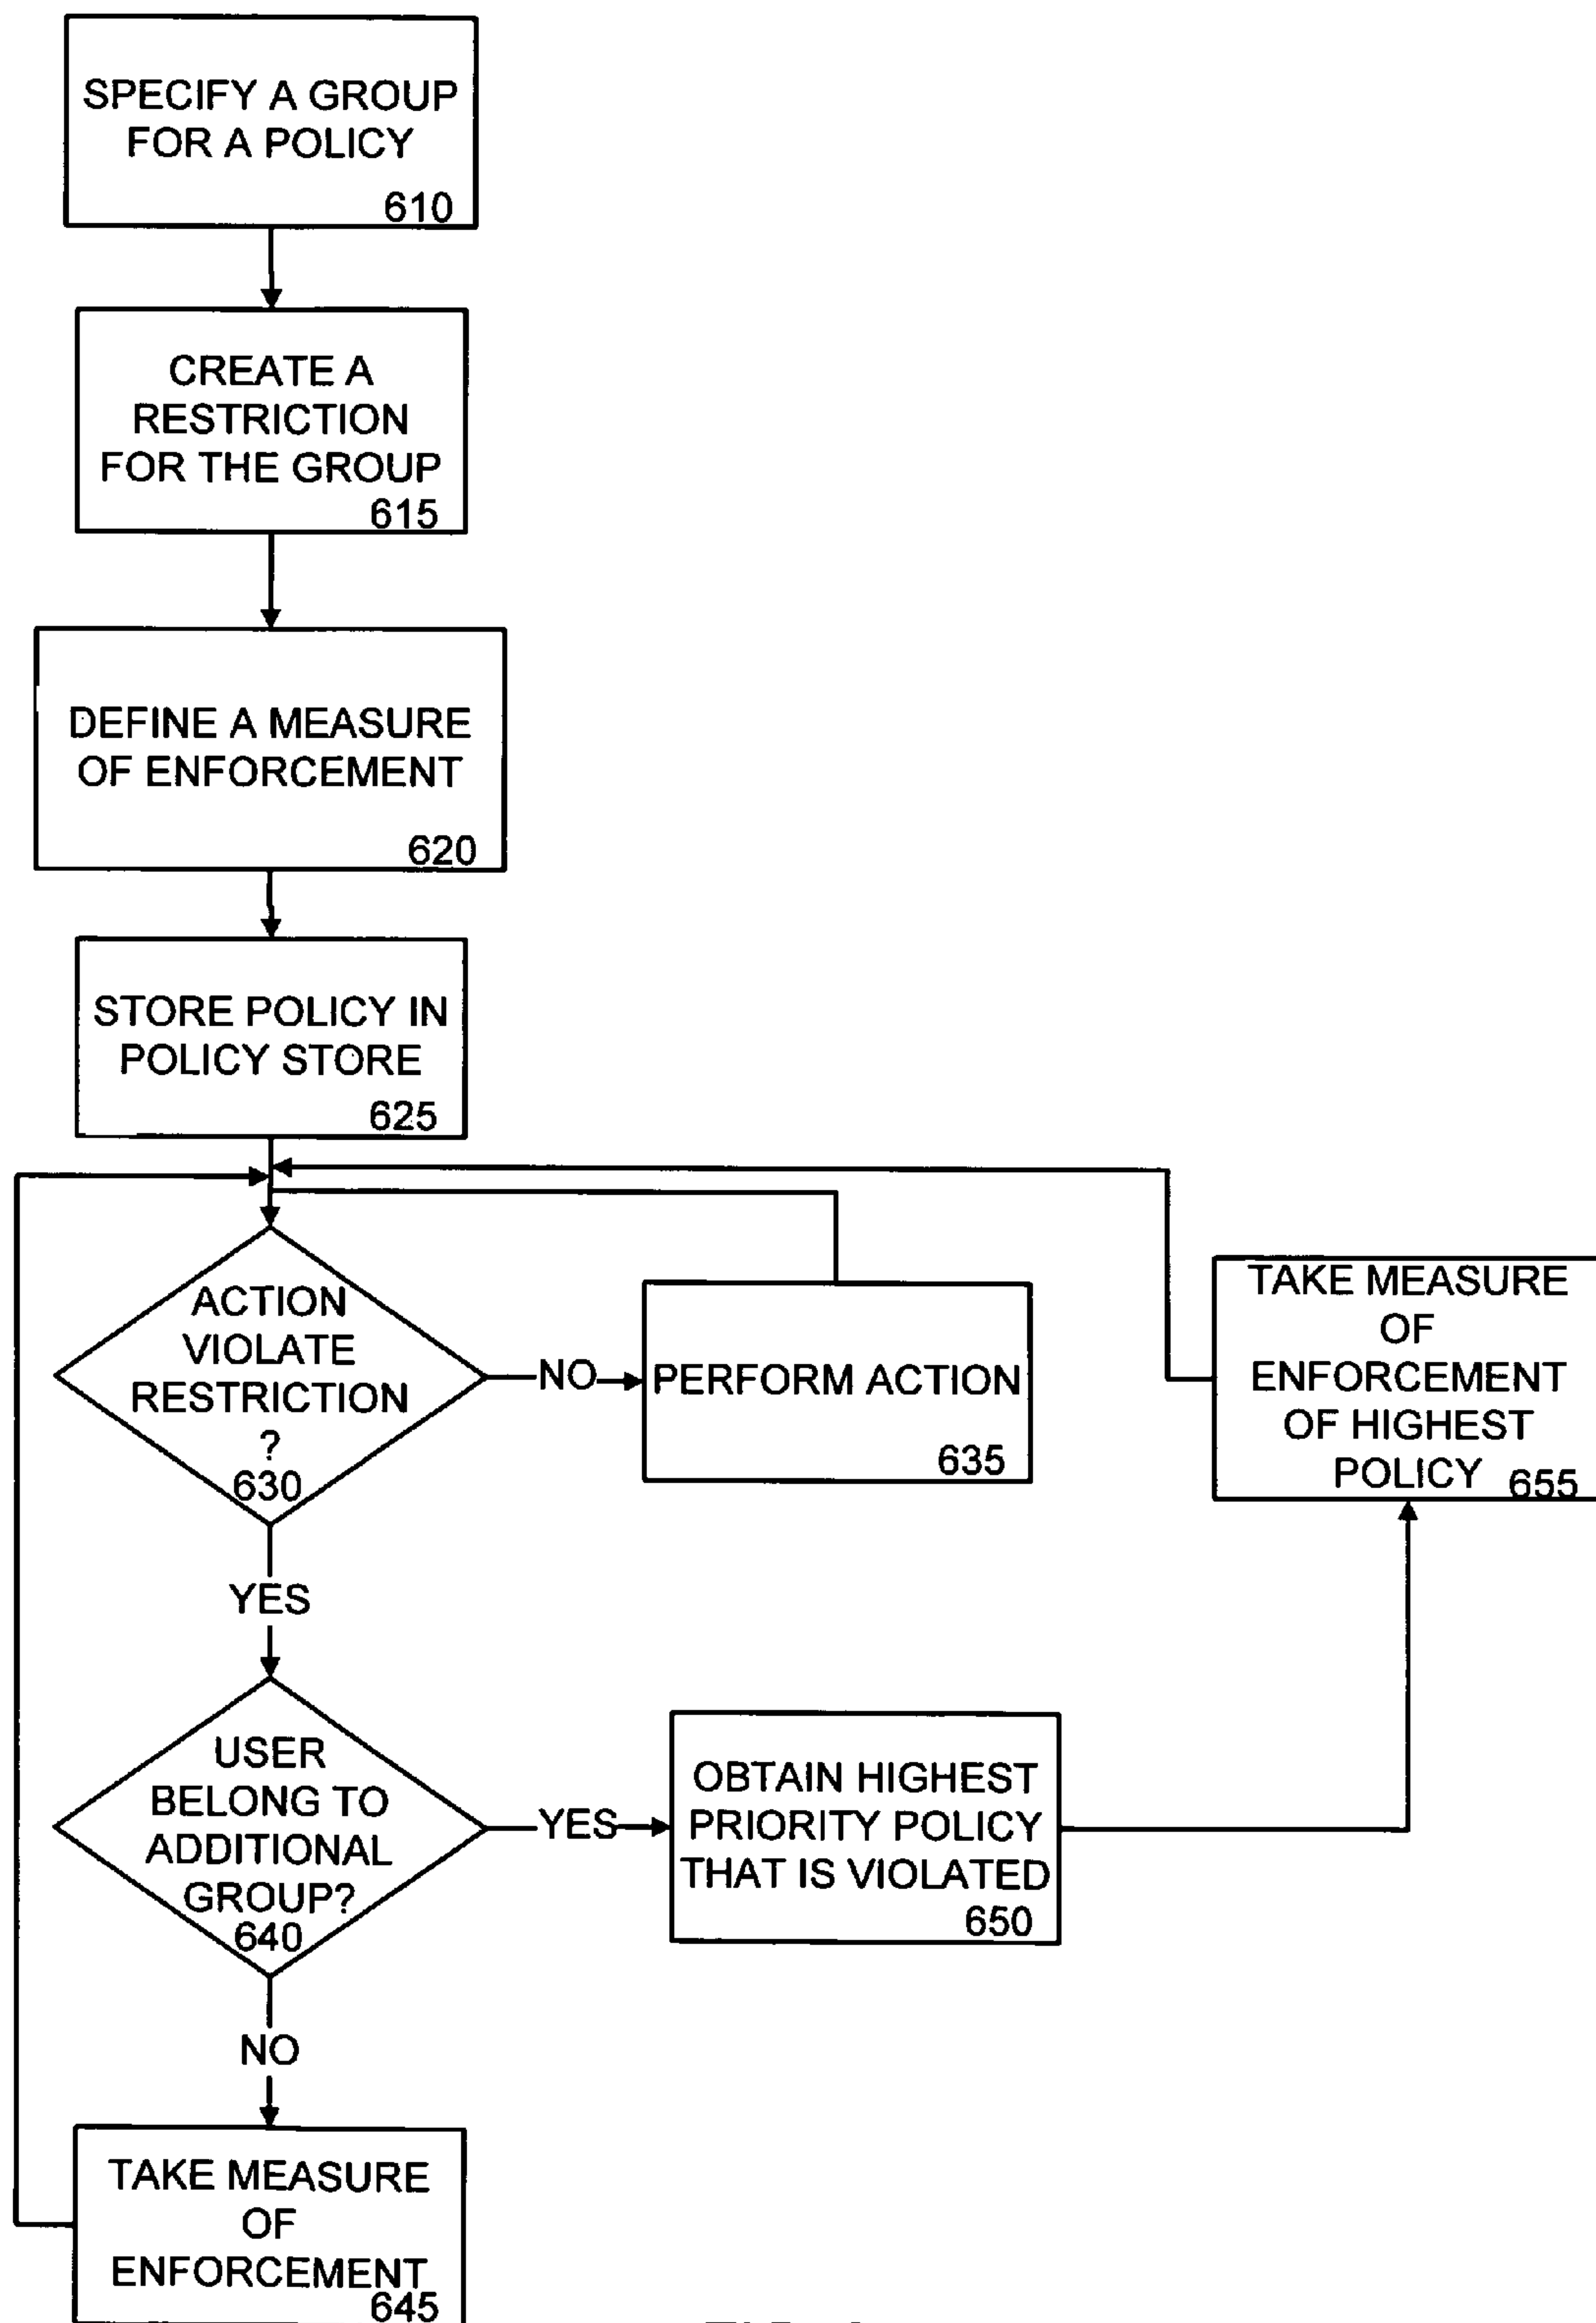 SPECIFY A GROUP
FOR A POLICY
610
CREATE A
RESTRICTION
FOR THE GROUP
615
DEFINE A MEASURE
OF ENFORCEMENT
620
STORE POLICY IN
POLICY STORE
625
ACTION
VIOLATE
RESTRICTION
?
630
NO
PERFORM ACTION
635
TAKE MEASURE
OF
ENFORCEMENT
OF HIGHEST
POLICY 655
YES
USER
BELONG TO
ADDITIONAL
GROUP?
640
YES
OBTAIN HIGHEST
PRIORITY POLICY
THAT IS VIOLATED
650
NO
TAKE MEASURE
OF
ENFORCEMENT
645